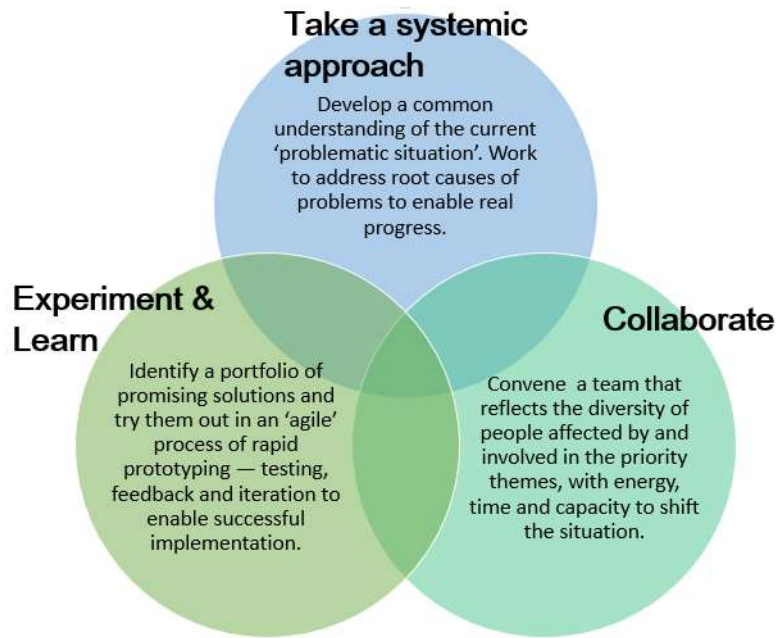 Take a systemic
approach
Develop a common
understanding of the current
‘problematic situation’. Work
to address root causes of
problems to enable real
progress.
Experiment &
Learn
Identify a portfolio of
promising solutions and
try them out in an ‘agile’
process of rapid
prototyping — testing,
feedback and iteration to
enable successful
implementation.
Collaborate
Convene  a team that
reflects the diversity of
people affected by and
involved in the priority
themes, with energy,
time and capacity to shift
the situation.